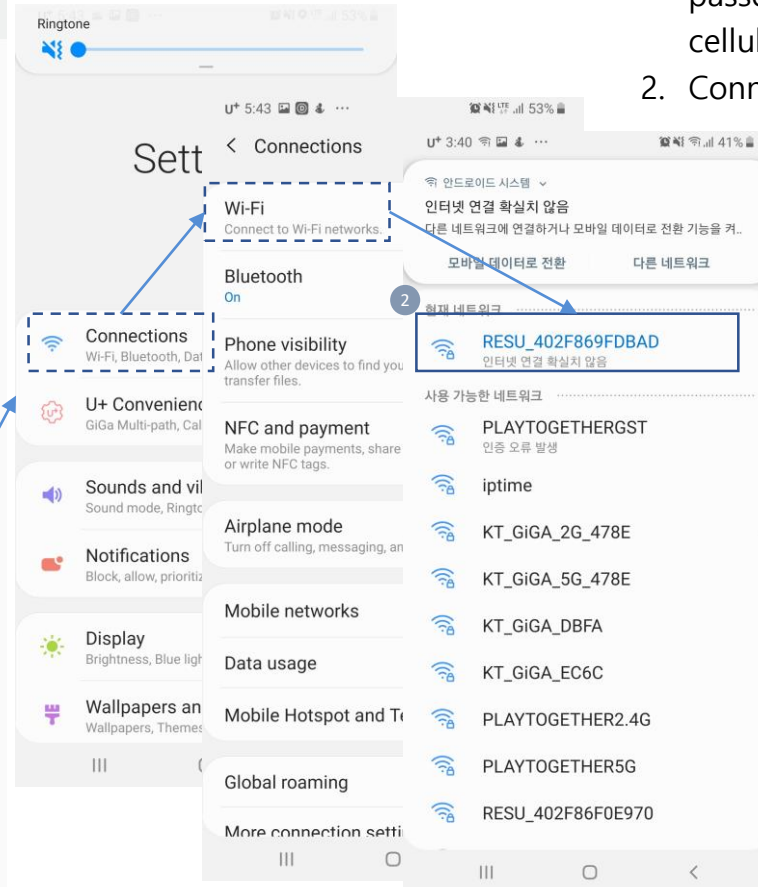 Ringtone
Sett
Connections
Wi-Fi, Bluetooth, Dat
U+ Convenienc
GiGa Multi-path, Cal
Sounds and vi
Sound mode, Ringto
Notifications
Block, allow, prioritiz
Display
Brightness, Blue ligh
Wallpapers an
Wallpapers, Themes
U+ 5:43 ... 53%
< Connections
Wi-Fi
Connect to Wi-Fi networks.
Bluetooth
On
Phone visibility
Allow other devices to find you
transfer files.
NFC and payment
Make mobile payments, share
or write NFC tags.
Airplane mode
Turn off calling, messaging, an
Mobile networks
Data usage
Mobile Hotspot and Te
Global roaming
More connection setti
passe
cellul
2. Conn
U+ 3:40 ... 41%
안드로이드 시스템
인터넷 연결 확실치 않음
다른 네트워크에 연결하거나 모바일 데이터로 전환 기능을 켜..
모바일 데이터로 전환 다른 네트워크
2
현재 네트워크
RESU_402F869FDBAD
인터넷 연결 확실치 않음
사용 가능한 네트워크
PLAYTOGETHERGST
인증 오류 발생
iptime
KT_GiGA_2G_478E
KT_GiGA_5G_478E
KT_GiGA_DBFA
KT_GiGA_EC6C
PLAYTOGETHER2.4G
PLAYTOGETHER5G
RESU_402F86F0E970